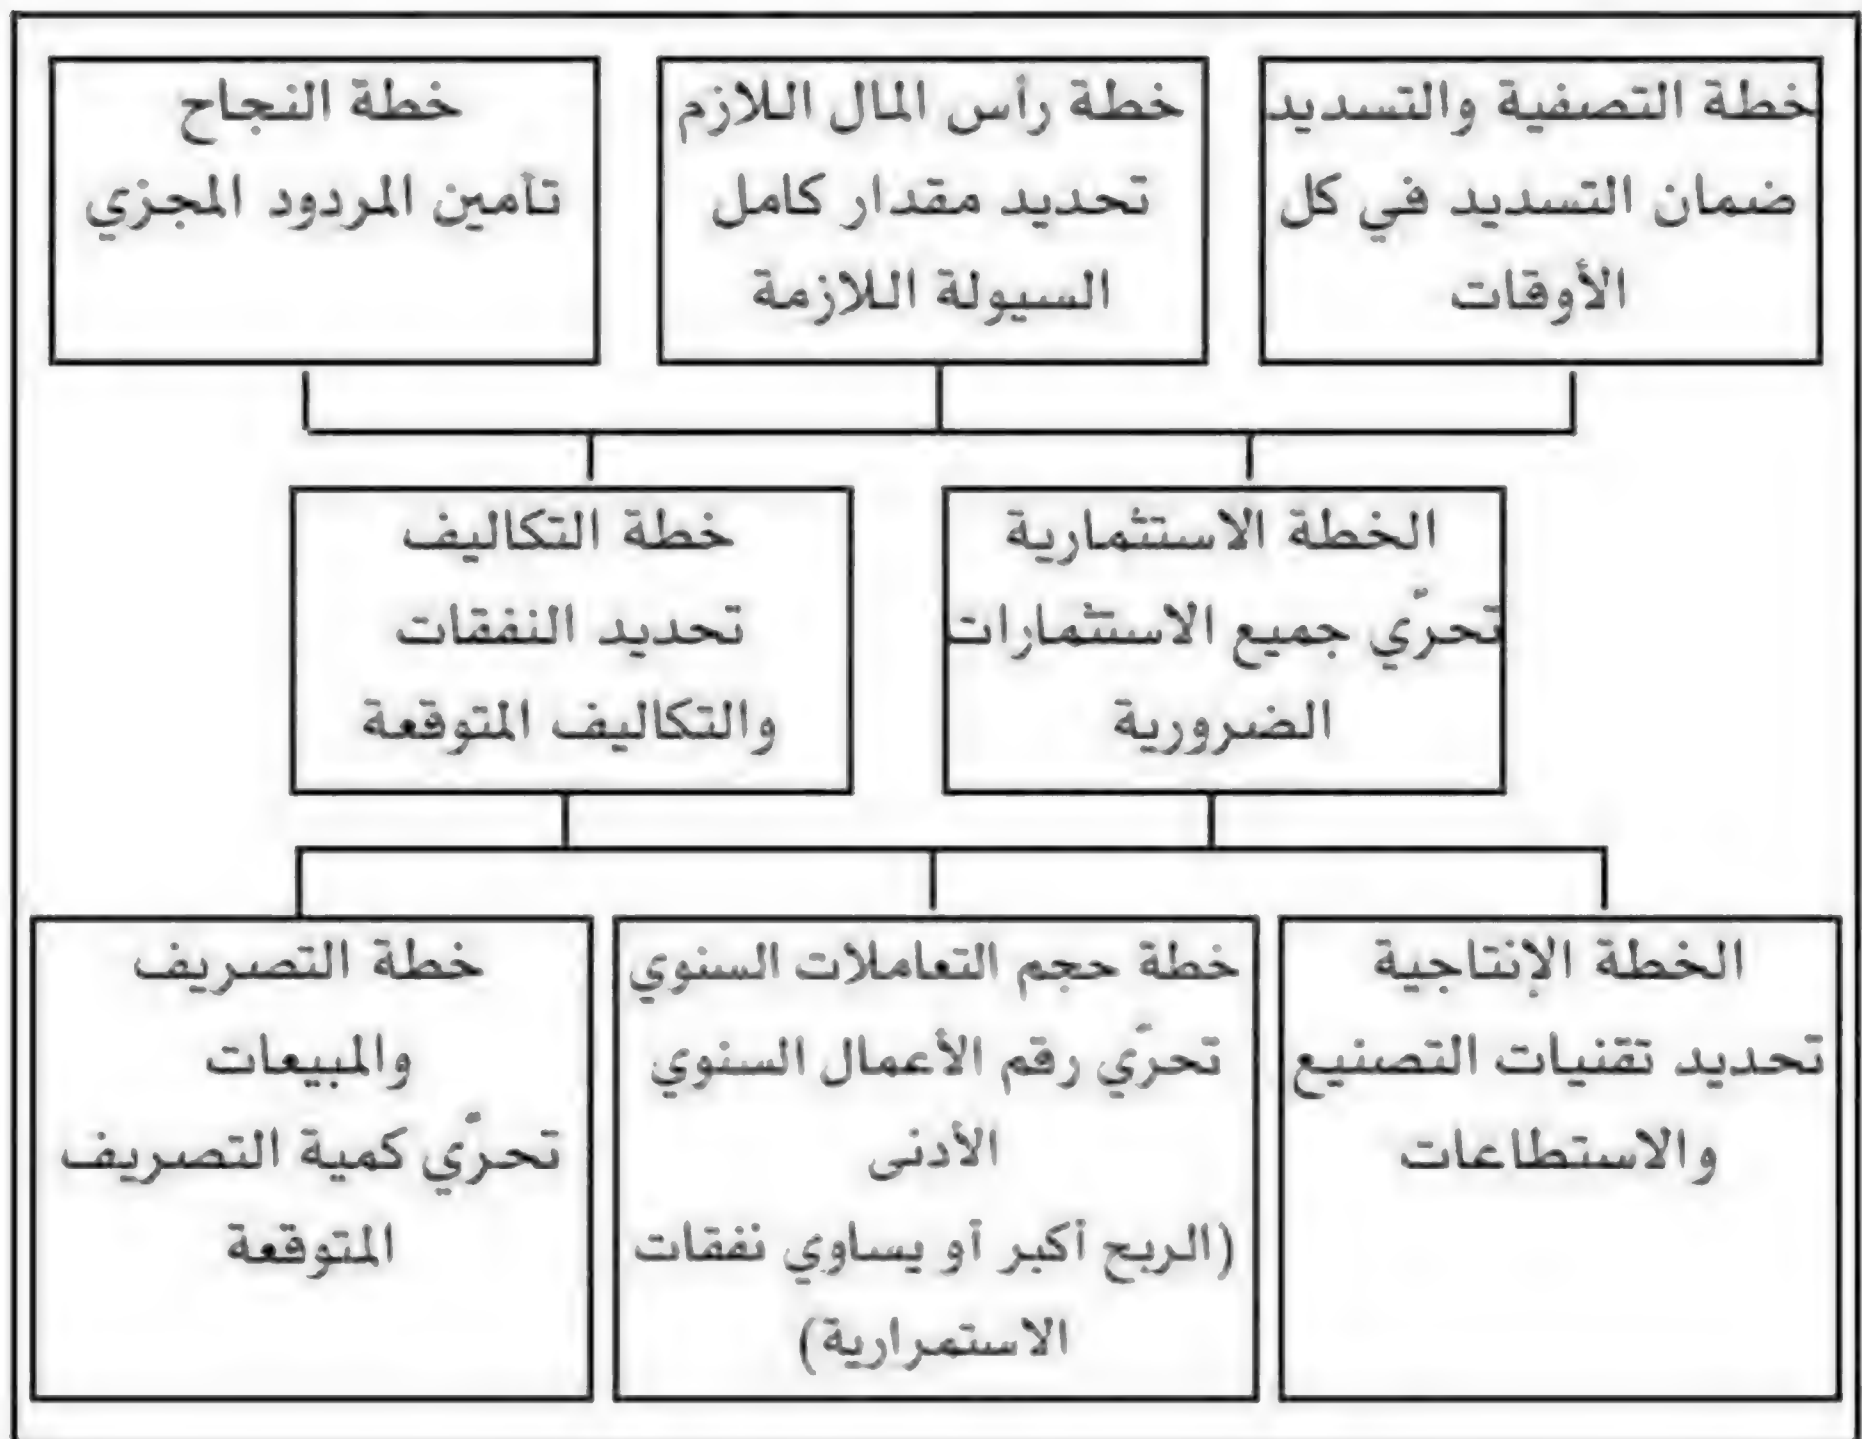 خطة التصفية والتسديد
ضمان التسديد في كل
الأوقات
خطة رأس المال اللازم
تحديد مقدار كامل
السيولة اللازمة
خطة النجاح
تأمين المردود المجزي
الخطة الاستثمارية
تحرّي جميع الاستثمارات
الضرورية
خطة التكاليف
تحديد النفقات
والتكاليف المتوقعة
الخطة الإنتاجية
تحديد تقنيات التصنيع
والاستطاعات
خطة حجم التعاملات السنوي
تحرّي رقم الأعمال السنوي
الأدنى
(الربح أكبر أو يساوي نفقات
الاستمرارية)
خطة التصريف
والمبيعات
تحرّي كمية التصريف
المتوقعة